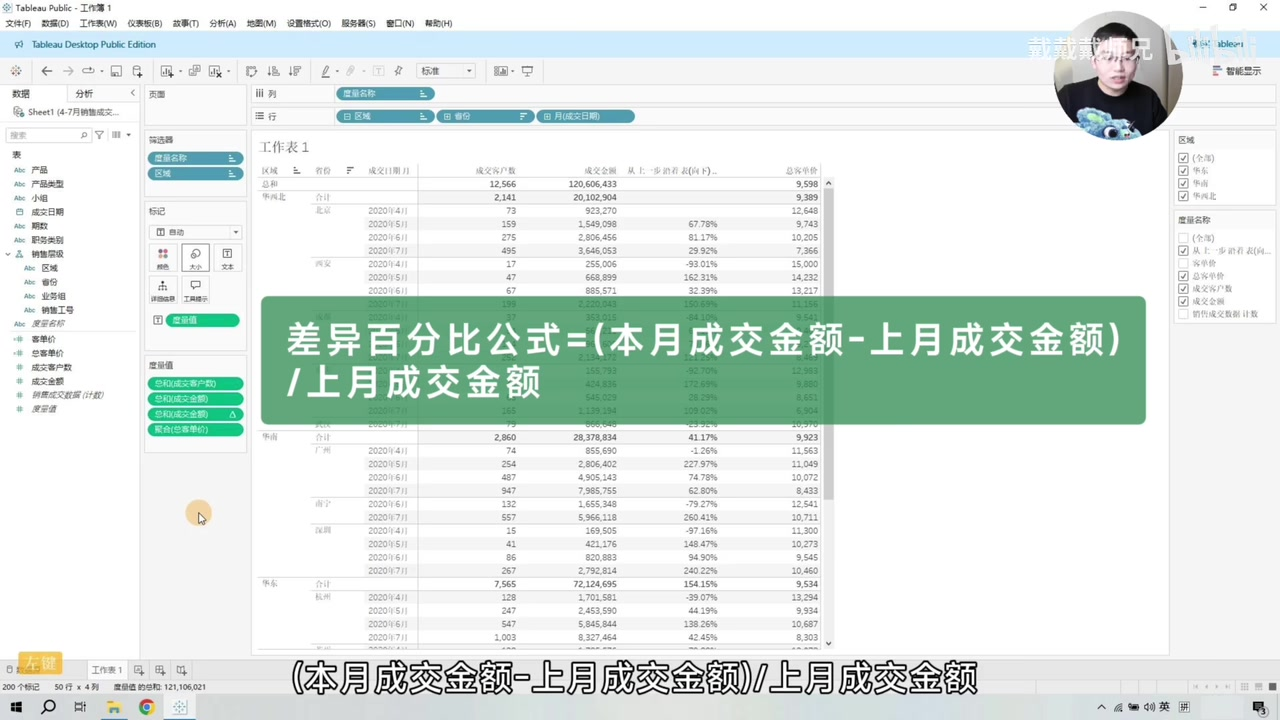 Tableau Public - 工作簿 1
文件(F) 数据(D) 工作表(W) 仪表板(B) 故事(T) 分析(A) 地图(M) 设置格式(O) 服务器(S) 窗口(N) 帮助(H)
Tableau Desktop Public Edition
戴戴戴师兄
标准
智能显示
数据 分析
Sheet1 (4-7月销售成交...
搜索
表
Abc 产品
Abc 产品类型
Abc 小组
成交日期
Abc 期数
Abc 职务类别
销售层级
Abc 区域
Abc 省份
Abc 业务组
Abc 销售工号
Abc 度量名称
客单价
总客单价
成交客户数
成交金额
销售成交数据 (计数)
度量值
页面
筛选器
度量名称
区域
标记
自动
颜色 大小 文本
详细信息 工具提示
度量值
度量值
总和(成交客户数)
总和(成交金额)
总和(成交金额) Δ
聚合(总客单价)
列 度量名称
行 区域 省份 月(成交日期)
工作表 1
区域 省份 成交日期 月 成交客户数 成交金额 从 上一步 沿着 表(向下) .. 总客单价
总和 12,566 120,606,433 9,598
华西北 合计 2,141 20,102,904 9,389
北京 2020年4月 73 923,270 12,648
2020年5月 159 1,549,098 67.78% 9,743
2020年6月 275 2,806,456 81.17% 10,205
2020年7月 495 3,646,053 29.92% 7,366
西安 2020年4月 17 255,006 -93.01% 15,000
2020年5月 47 668,899 162.31% 14,232
2020年6月 67 885,571 32.39% 13,217
差异百分比公式=(本月成交金额-上月成交金额)
/上月成交金额
华南 合计 2,860 28,378,834 41.17% 9,923
广州 2020年4月 74 855,690 -1.26% 11,563
2020年5月 254 2,806,402 227.97% 11,049
2020年6月 487 4,905,143 74.78% 10,072
2020年7月 947 7,985,755 62.80% 8,433
南宁 2020年6月 132 1,655,348 -79.27% 12,541
2020年7月 557 5,966,118 260.41% 10,711
深圳 2020年4月 15 169,505 -97.16% 11,300
2020年5月 41 421,176 148.47% 10,273
2020年6月 86 820,883 94.90% 9,545
2020年7月 267 2,792,814 240.22% 10,460
华东 合计 7,565 72,124,695 154.15% 9,534
杭州 2020年4月 128 1,701,581 -39.07% 13,294
2020年5月 247 2,453,590 44.19% 9,934
2020年6月 547 5,845,844 138.26% 10,687
2020年7月 1,003 8,327,464 42.45% 8,303
区域
(全部)
华东
华南
华西北
度量名称
(全部)
从 上一步 沿着 表(向...
客单价
总客单价
成交客户数
成交金额
销售成交数据 计数
左键
工作表 1
(本月成交金额-上月成交金额)/上月成交金额
200 个标记 50 行 x 4 列 度量值 的总和: 121,106,021
英 拼